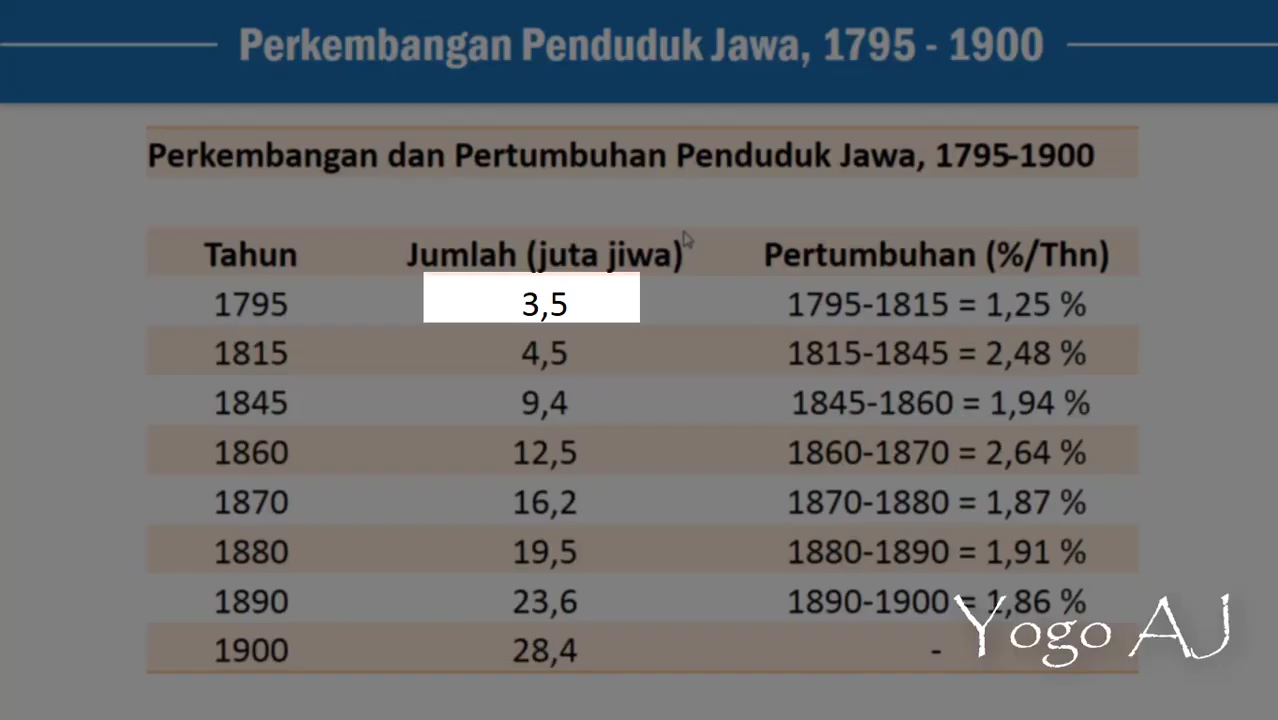 Perkembangan Penduduk Jawa, 1795 - 1900
Perkembangan dan Pertumbuhan Penduduk Jawa, 1795-1900
Tahun Jumlah (juta jiwa) Pertumbuhan (%/Thn)
1795 3,5 1795-1815 = 1,25 %
1815 4,5 1815-1845 = 2,48 %
1845 9,4 1845-1860 = 1,94 %
1860 12,5 1860-1870 = 2,64 %
1870 16,2 1870-1880 = 1,87 %
1880 19,5 1880-1890 = 1,91 %
1890 23,6 1890-1900 = 1,86 %
1900 28,4 -
Yogo AJ